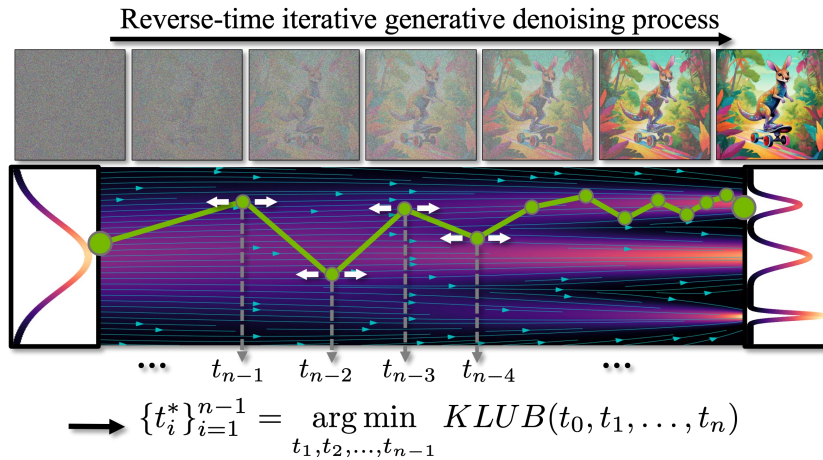 Reverse-time iterative generative denoising process
... t_{n-1} t_{n-2} t_{n-3} t_{n-4} ...
{t_i^*}_{i=1}^{n-1} = arg min_{t_1,t_2,...,t_{n-1}} KLUB(t_0, t_1, . . . , t_n)